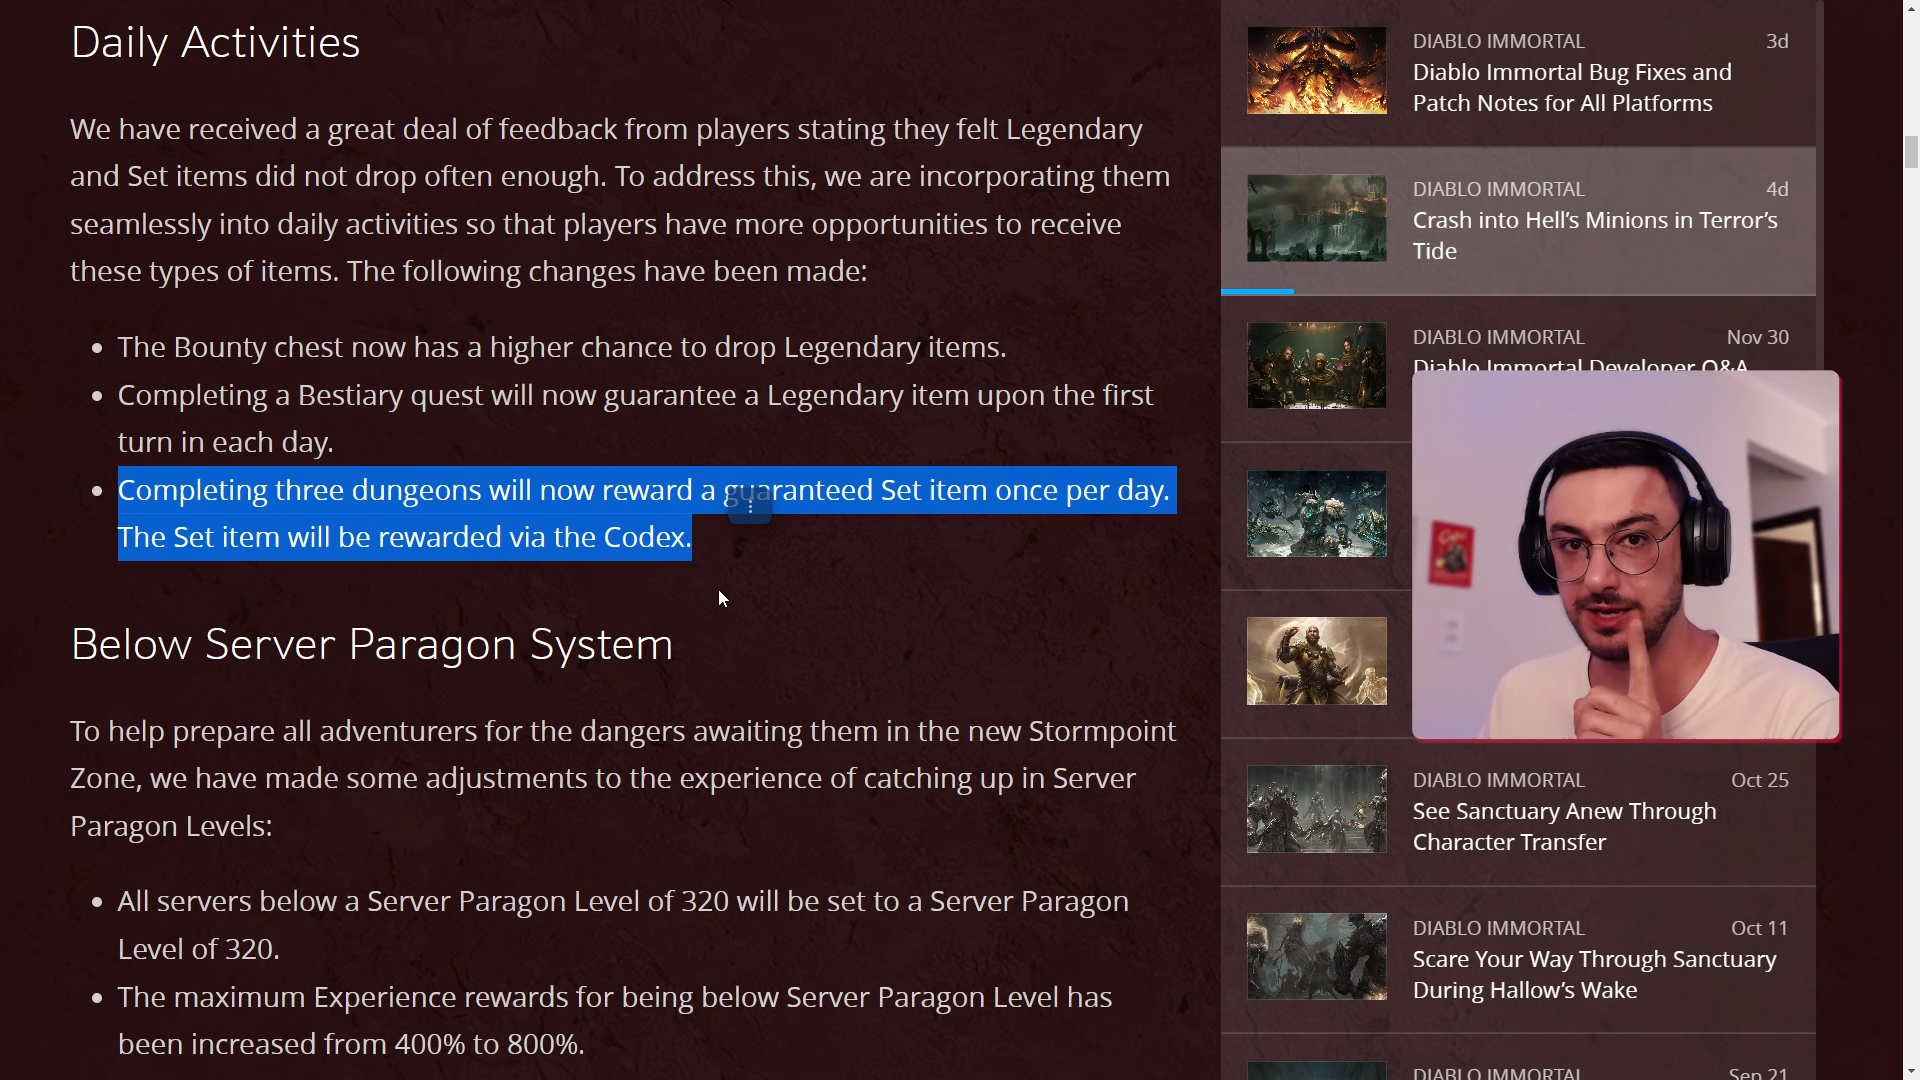 Daily Activities
We have received a great deal of feedback from players stating they felt Legendary
and Set items did not drop often enough. To address this, we are incorporating them
seamlessly into daily activities so that players have more opportunities to receive
these types of items. The following changes have been made:
The Bounty chest now has a higher chance to drop Legendary items.
Completing a Bestiary quest will now guarantee a Legendary item upon the first
turn in each day.
Completing three dungeons will now reward a guaranteed Set item once per day.
The Set item will be rewarded via the Codex.
Below Server Paragon System
To help prepare all adventurers for the dangers awaiting them in the new Stormpoint
Zone, we have made some adjustments to the experience of catching up in Server
Paragon Levels:
All servers below a Server Paragon Level of 320 will be set to a Server Paragon
Level of 320.
The maximum Experience rewards for being below Server Paragon Level has
been increased from 400% to 800%.
DIABLO IMMORTAL 3d
Diablo Immortal Bug Fixes and
Patch Notes for All Platforms
DIABLO IMMORTAL 4d
Crash into Hell’s Minions in Terror’s
Tide
DIABLO IMMORTAL Nov 30
Diablo Immortal Developer Q&A
DIABLO IMMORTAL Oct 25
See Sanctuary Anew Through
Character Transfer
DIABLO IMMORTAL Oct 11
Scare Your Way Through Sanctuary
During Hallow’s Wake
DIABLO IMMORTAL Sep 21